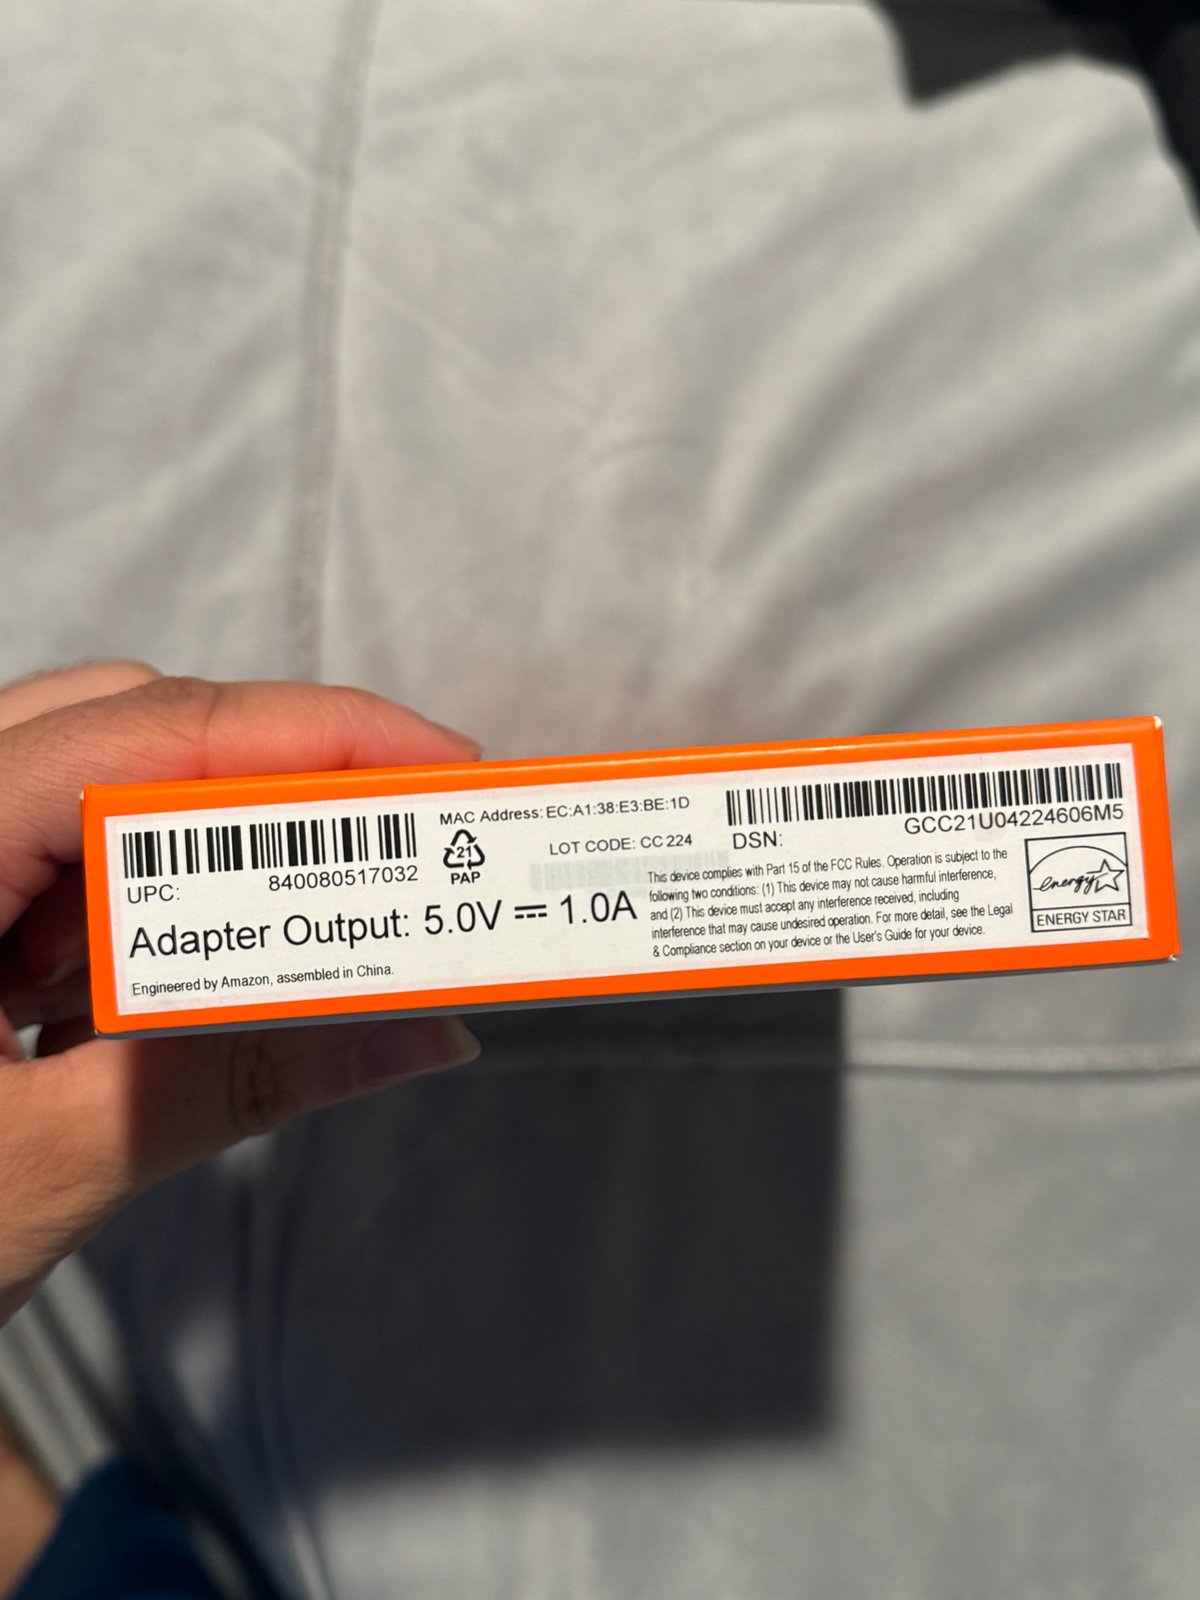 MAC Address: EC:A1:38:E3:BE:1D
UPC:
840080517032
21
PAP
LOT CODE: CC 224
DSN:
GCC21U04224606M5
Adapter Output: 5.0V ⎓ 1.0A
Engineered by Amazon, assembled in China.
This device complies with Part 15 of the FCC Rules. Operation is subject to the
following two conditions: (1) This device may not cause harmful interference,
and (2) This device must accept any interference received, including
interference that may cause undesired operation. For more detail, see the Legal
& Compliance section on your device or the User's Guide for your device.
energy
ENERGY STAR